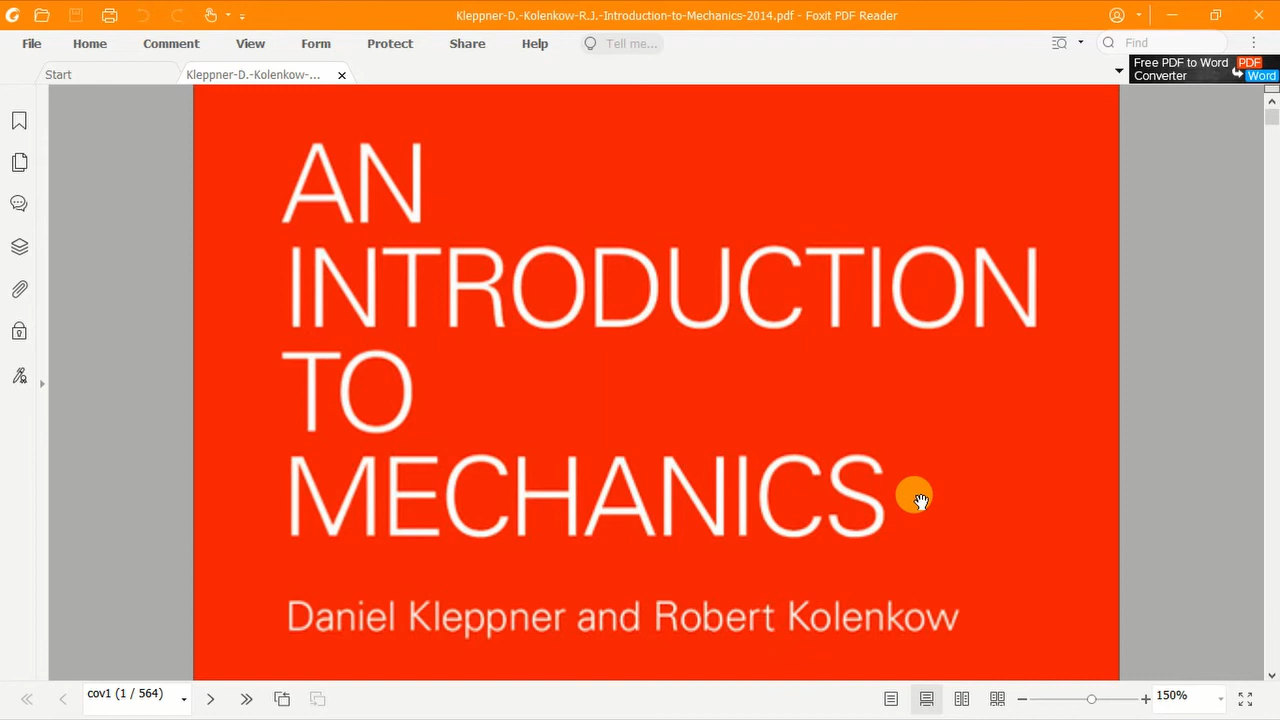 Kleppner-D.-Kolenkow-R.J.-Introduction-to-Mechanics-2014.pdf - Foxit PDF Reader
File Home Comment View Form Protect Share Help Tell me... Find
Start Kleppner-D.-Kolenkow-... Free PDF to Word Converter PDF Word
AN
INTRODUCTION
TO
MECHANICS
Daniel Kleppner and Robert Kolenkow
cov1 (1 / 564) 150%